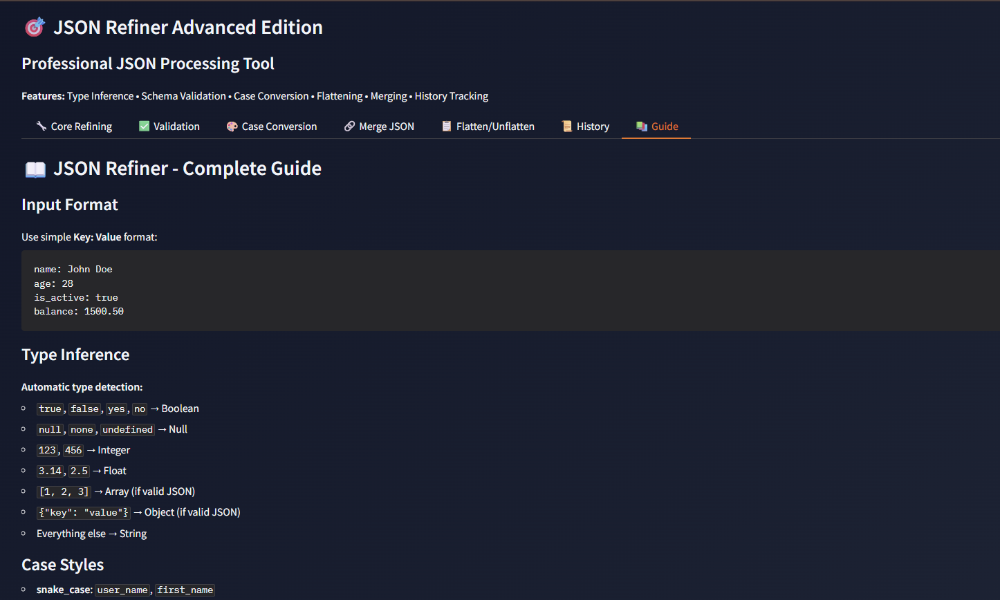 🎯 JSON Refiner Advanced Edition
Professional JSON Processing Tool
Features: Type Inference • Schema Validation • Case Conversion • Flattening • Merging • History Tracking
🔧 Core Refining ✅ Validation 🎨 Case Conversion 🔗 Merge JSON 📋 Flatten/Unflatten 📜 History 📚 Guide
📖 JSON Refiner - Complete Guide
Input Format
Use simple Key: Value format:
name: John Doe
age: 28
is_active: true
balance: 1500.50
Type Inference
Automatic type detection:
true, false, yes, no → Boolean
null, none, undefined → Null
123, 456 → Integer
3.14, 2.5 → Float
[1, 2, 3] → Array (if valid JSON)
{"key": "value"} → Object (if valid JSON)
Everything else → String
Case Styles
snake_case: user_name, first_name